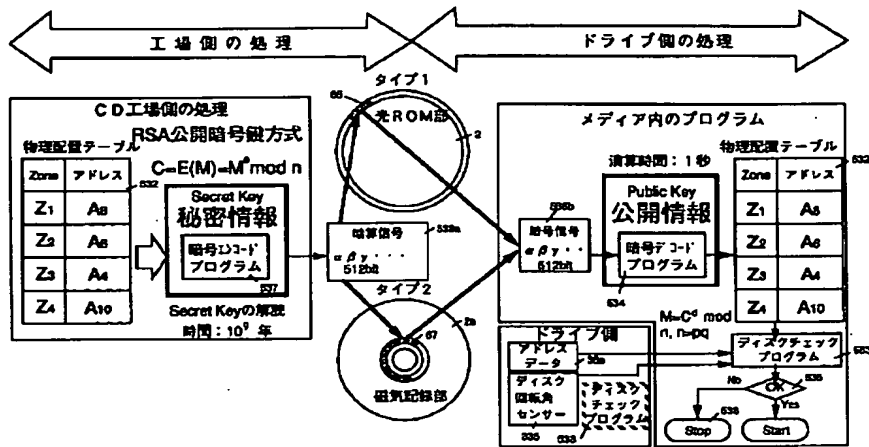 工場側の処理
ドライブ側の処理
CD工場側の処理
RSA公開暗号鍵方式
物理配置テーブル
C=E(M)=M^e mod n
Zone アドレス
532
Z1 A8
Z2 A6
Z3 A4
Z4 A10
Secret Key
秘密情報
暗号エンコード
プログラム
537
Secret Keyの解読
時間：10^9 年
タイプ1
65
光ROM部
2
暗算信号
538a
α β γ ・・
512bit
タイプ2
2a
67
磁気記録部
メディア内のプログラム
演算時間：1秒
物理配置テーブル
532
Public Key
公開情報
暗号デコード
プログラム
534
暗号信号
α β γ ・・
512bit
Zone アドレス
Z1
Z2 A6
Z3 A4
Z4 A10
M=C^d mod
n, n=pq
ドライブ側
アドレス
データ
ディスク
回転角
センサー
335
ディスク
チェック
プログラム
533
ディスクチェック
プログラム
OK
No
Yes
Stop
Start